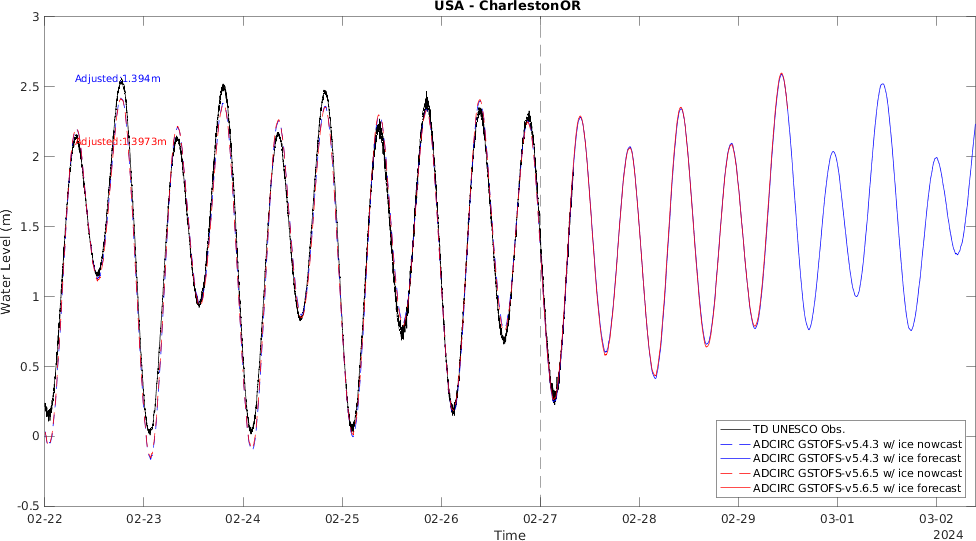 USA - CharlestonOR
3
2.5
2
1.5
1
0.5
0
-0.5
Water Level (m)
Adjusted:1.394m
Adjusted:1.3973m
TD UNESCO Obs.
ADCIRC GSTOFS-v5.4.3 w/ ice nowcast
ADCIRC GSTOFS-v5.4.3 w/ ice forecast
ADCIRC GSTOFS-v5.6.5 w/ ice nowcast
ADCIRC GSTOFS-v5.6.5 w/ ice forecast
02-22 02-23 02-24 02-25 02-26 02-27 02-28 02-29 03-01 03-02
Time
2024